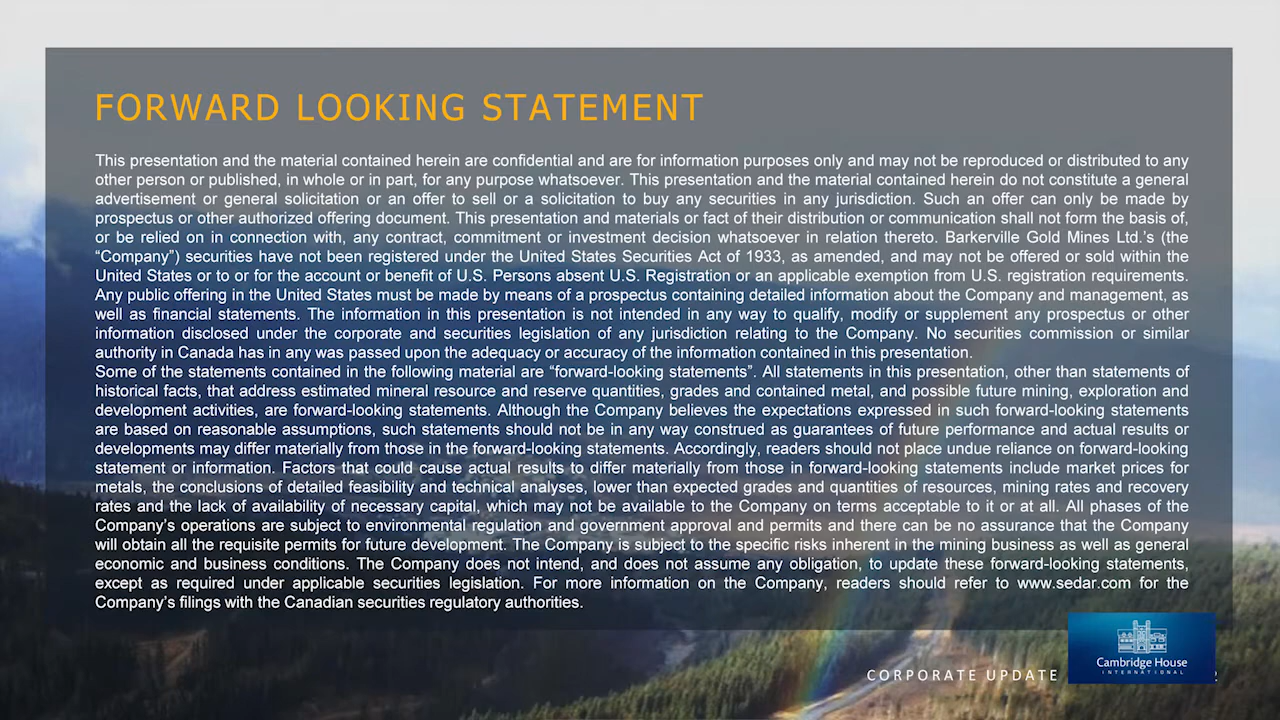 FORWARD LOOKING STATEMENT
This presentation and the material contained herein are confidential and are for information purposes only and may not be reproduced or distributed to any
other person or published, in whole or in part, for any purpose whatsoever. This presentation and the material contained herein do not constitute a general
advertisement or general solicitation or an offer to sell or a solicitation to buy any securities in any jurisdiction. Such an offer can only be made by
prospectus or other authorized offering document. This presentation and materials or fact of their distribution or communication shall not form the basis of,
or be relied on in connection with, any contract, commitment or investment decision whatsoever in relation thereto. Barkerville Gold Mines Ltd.’s (the
“Company”) securities have not been registered under the United States Securities Act of 1933, as amended, and may not be offered or sold within the
United States or to or for the account or benefit of U.S. Persons absent U.S. Registration or an applicable exemption from U.S. registration requirements.
Any public offering in the United States must be made by means of a prospectus containing detailed information about the Company and management, as
well as financial statements. The information in this presentation is not intended in any way to qualify, modify or supplement any prospectus or other
information disclosed under the corporate and securities legislation of any jurisdiction relating to the Company. No securities commission or similar
authority in Canada has in any was passed upon the adequacy or accuracy of the information contained in this presentation.
Some of the statements contained in the following material are “forward-looking statements”. All statements in this presentation, other than statements of
historical facts, that address estimated mineral resource and reserve quantities, grades and contained metal, and possible future mining, exploration and
development activities, are forward-looking statements. Although the Company believes the expectations expressed in such forward-looking statements
are based on reasonable assumptions, such statements should not be in any way construed as guarantees of future performance and actual results or
developments may differ materially from those in the forward-looking statements. Accordingly, readers should not place undue reliance on forward-looking
statement or information. Factors that could cause actual results to differ materially from those in forward-looking statements include market prices for
metals, the conclusions of detailed feasibility and technical analyses, lower than expected grades and quantities of resources, mining rates and recovery
rates and the lack of availability of necessary capital, which may not be available to the Company on terms acceptable to it or at all. All phases of the
Company’s operations are subject to environmental regulation and government approval and permits and there can be no assurance that the Company
will obtain all the requisite permits for future development. The Company is subject to the specific risks inherent in the mining business as well as general
economic and business conditions. The Company does not intend, and does not assume any obligation, to update these forward-looking statements,
except as required under applicable securities legislation. For more information on the Company, readers should refer to www.sedar.com for the
Company’s filings with the Canadian securities regulatory authorities.
CORPORATE UPDATE
Cambridge House
INTERNATIONAL